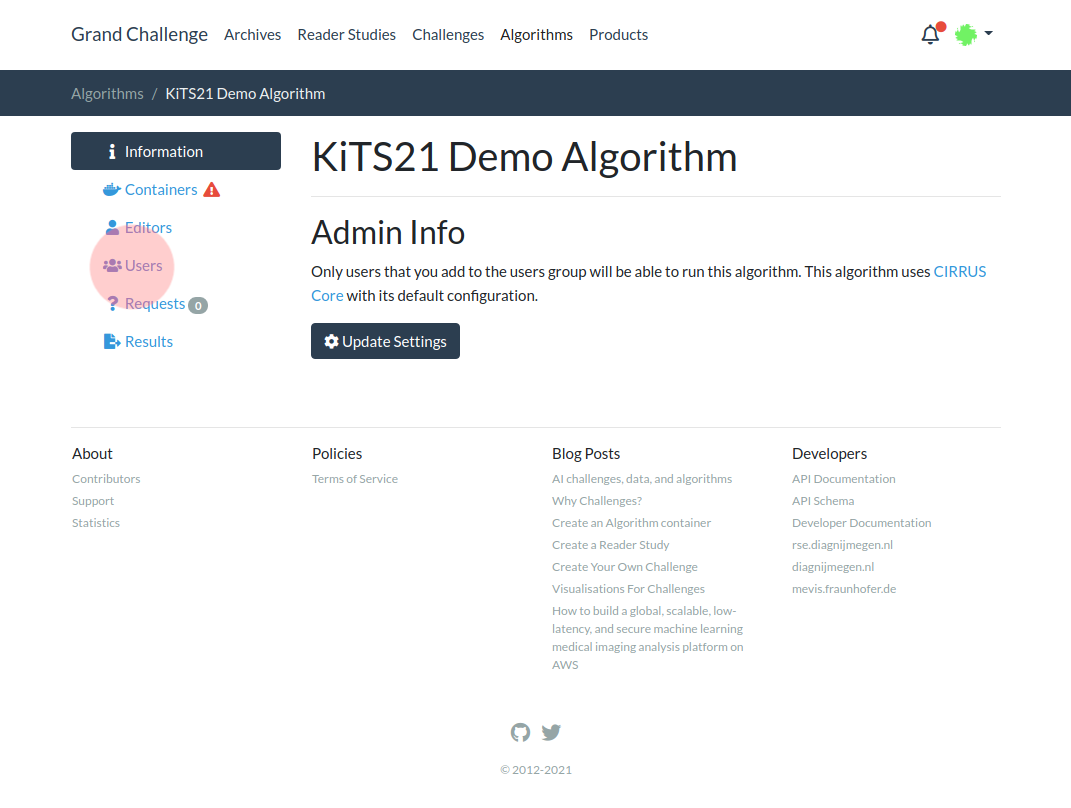 Grand Challenge Archives Reader Studies Challenges Algorithms Products
Algorithms / KiTS21 Demo Algorithm
Information
Containers
Editors
Users
Requests 0
Results
KiTS21 Demo Algorithm
Admin Info
Only users that you add to the users group will be able to run this algorithm. This algorithm uses CIRRUS
Core with its default configuration.
Update Settings
About
Contributors
Support
Statistics
Policies
Terms of Service
Blog Posts
AI challenges, data, and algorithms
Why Challenges?
Create an Algorithm container
Create a Reader Study
Create Your Own Challenge
Visualisations For Challenges
How to build a global, scalable, low-
latency, and secure machine learning
medical imaging analysis platform on
AWS
Developers
API Documentation
API Schema
Developer Documentation
rse.diagnijmegen.nl
diagnijmegen.nl
mevis.fraunhofer.de
© 2012-2021